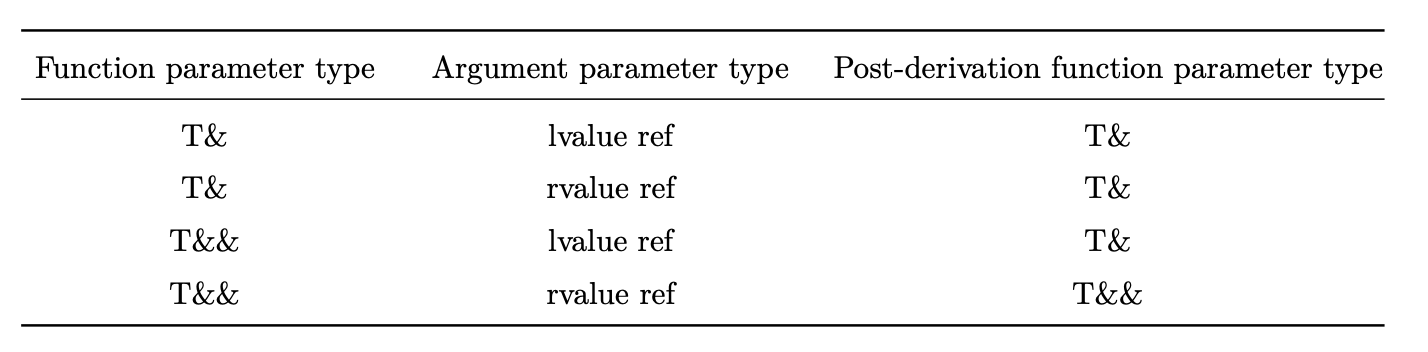 Function parameter type Argument parameter type Post-derivation function parameter type
T& lvalue ref T&
T& rvalue ref T&
T&& lvalue ref T&
T&& rvalue ref T&&